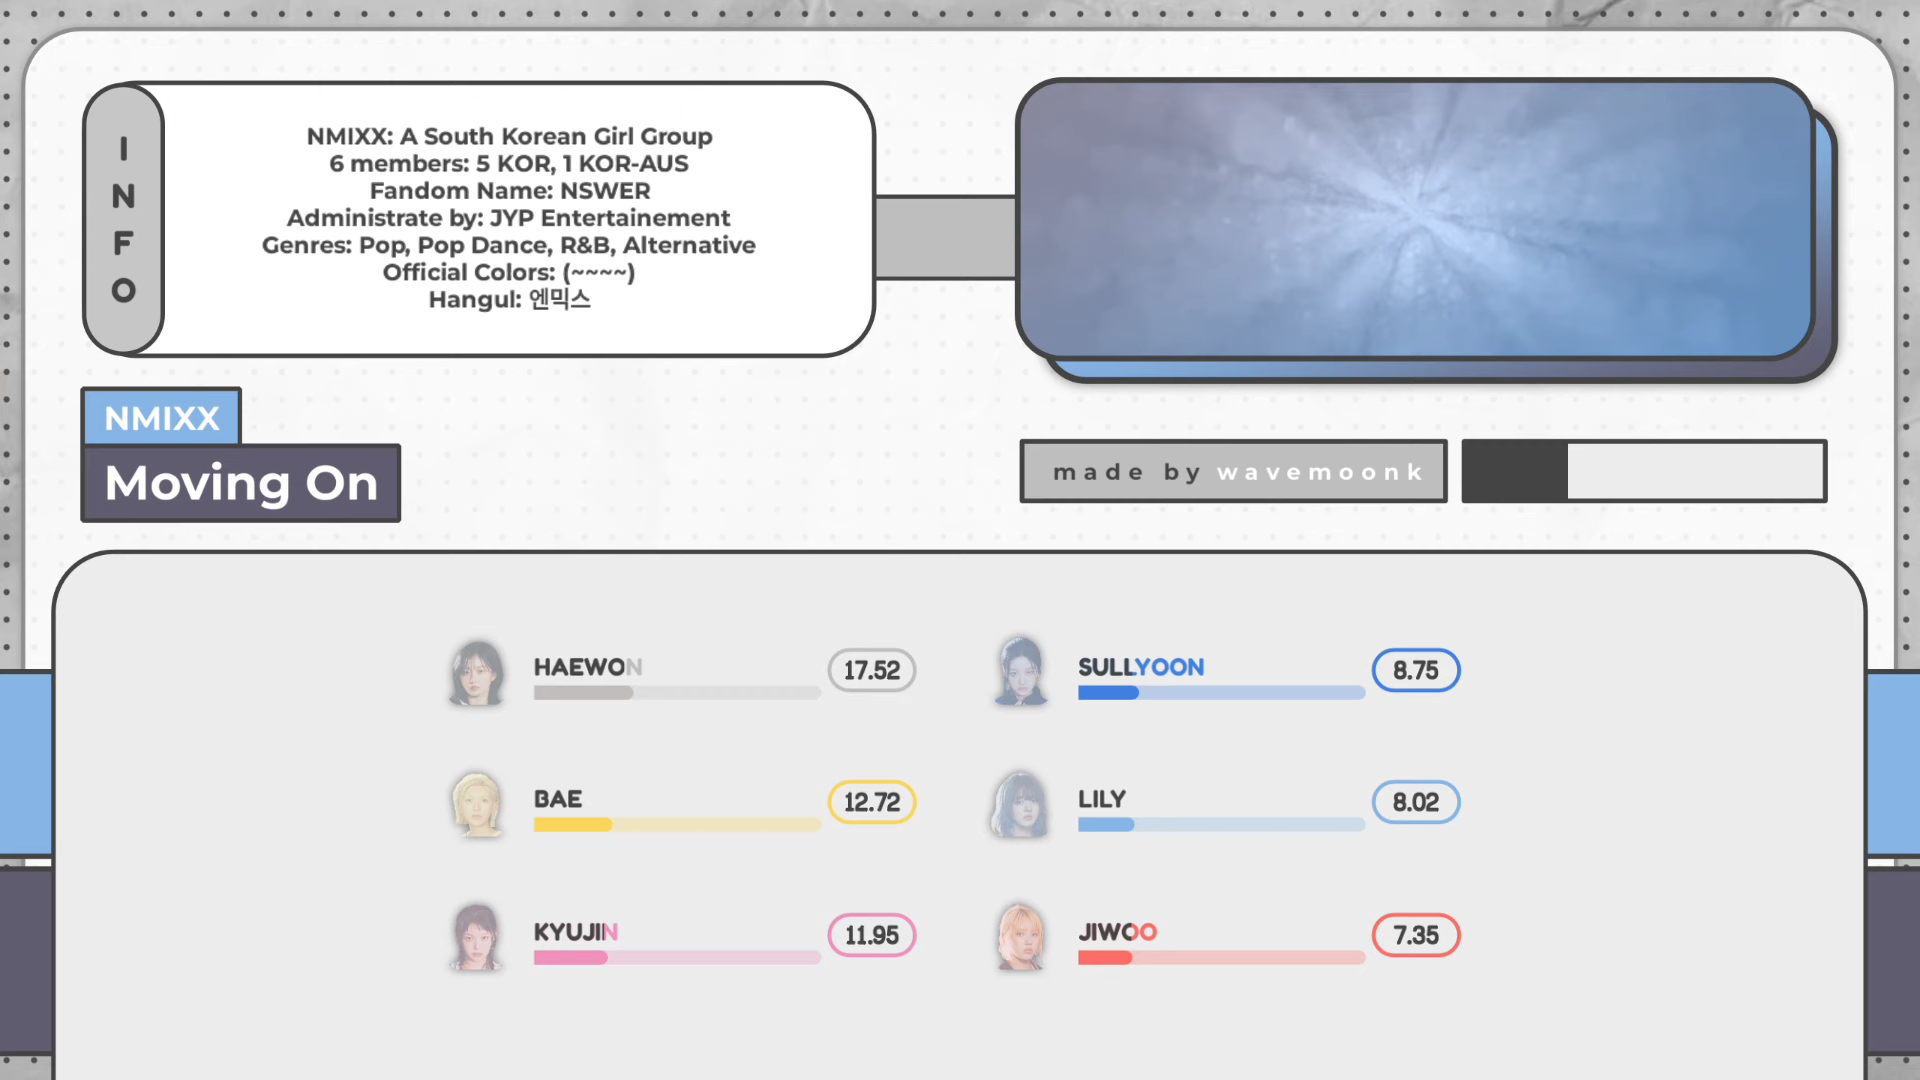 INFO
NMIXX: A South Korean Girl Group
6 members: 5 KOR, 1 KOR-AUS
Fandom Name: NSWER
Administrate by: JYP Entertainement
Genres: Pop, Pop Dance, R&B, Alternative
Official Colors: (~~~~)
Hangul: 엔믹스
NMIXX
Moving On
made by wavemoonk
HAEWON 17.52
SULLYOON 8.75
BAE 12.72
LILY 8.02
KYUJIN 11.95
JIWOO 7.35